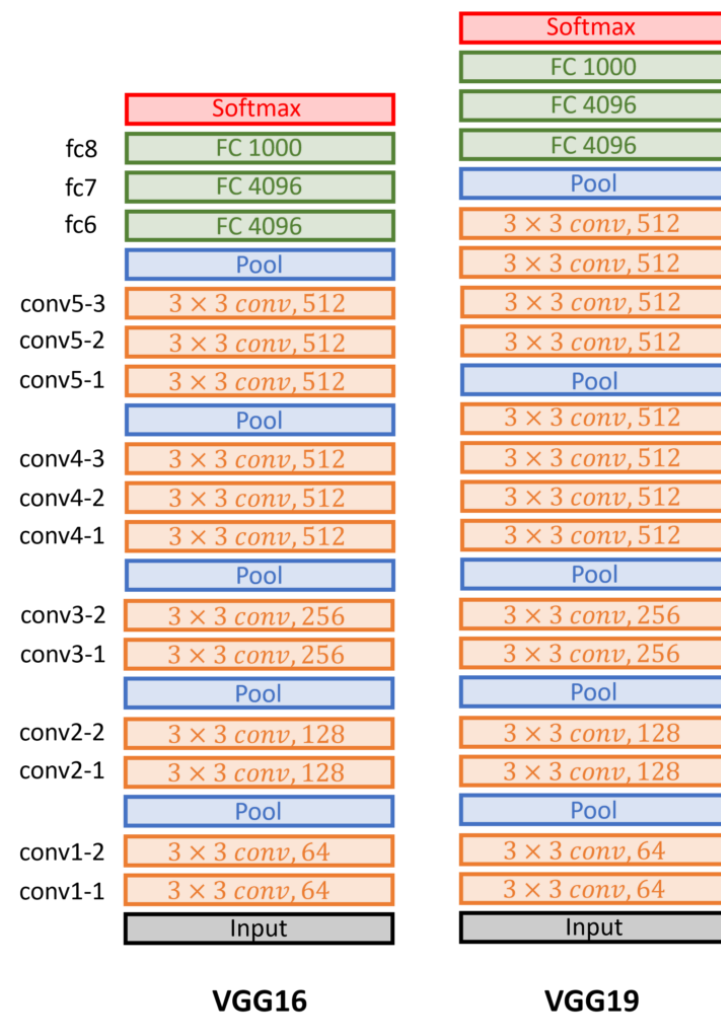 Softmax
FC 1000
Softmax
FC 4096
fc8 FC 1000
FC 4096
fc7 FC 4096
Pool
fc6 FC 4096
3 × 3 conv, 512
Pool
3 × 3 conv, 512
conv5-3 3 × 3 conv, 512
3 × 3 conv, 512
conv5-2 3 × 3 conv, 512
3 × 3 conv, 512
conv5-1 3 × 3 conv, 512
Pool
Pool
3 × 3 conv, 512
conv4-3 3 × 3 conv, 512
3 × 3 conv, 512
conv4-2 3 × 3 conv, 512
3 × 3 conv, 512
conv4-1 3 × 3 conv, 512
3 × 3 conv, 512
Pool
Pool
conv3-2 3 × 3 conv, 256
3 × 3 conv, 256
conv3-1 3 × 3 conv, 256
3 × 3 conv, 256
Pool
Pool
conv2-2 3 × 3 conv, 128
3 × 3 conv, 128
conv2-1 3 × 3 conv, 128
3 × 3 conv, 128
Pool
Pool
conv1-2 3 × 3 conv, 64
3 × 3 conv, 64
conv1-1 3 × 3 conv, 64
3 × 3 conv, 64
Input
Input
VGG16
VGG19